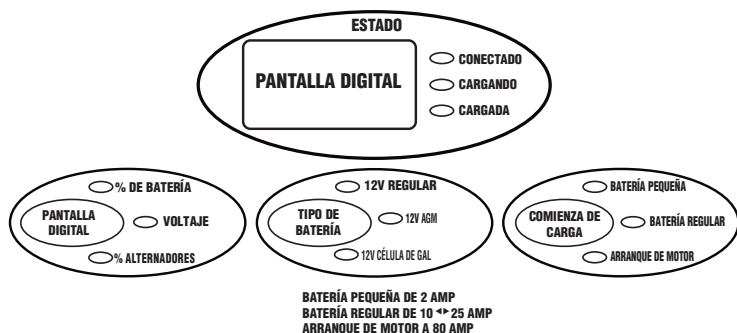 ESTADO
PANTALLA DIGITAL
CONECTADO
CARGANDO
CARGADA
% DE BATERÍA
PANTALLA
DIGITAL
VOLTAJE
% ALTERNADORES
12V REGULAR
TIPO DE
BATERÍA
12V AGM
12V CÉLULA DE GAL
BATERÍA PEQUEÑA
COMIENZA DE
CARGA
BATERÍA REGULAR
ARRANQUE DE MOTOR
BATERÍA PEQUEÑA DE 2 AMP
BATERÍA REGULAR DE 10 ◄► 25 AMP
ARRANQUE DE MOTOR A 80 AMP